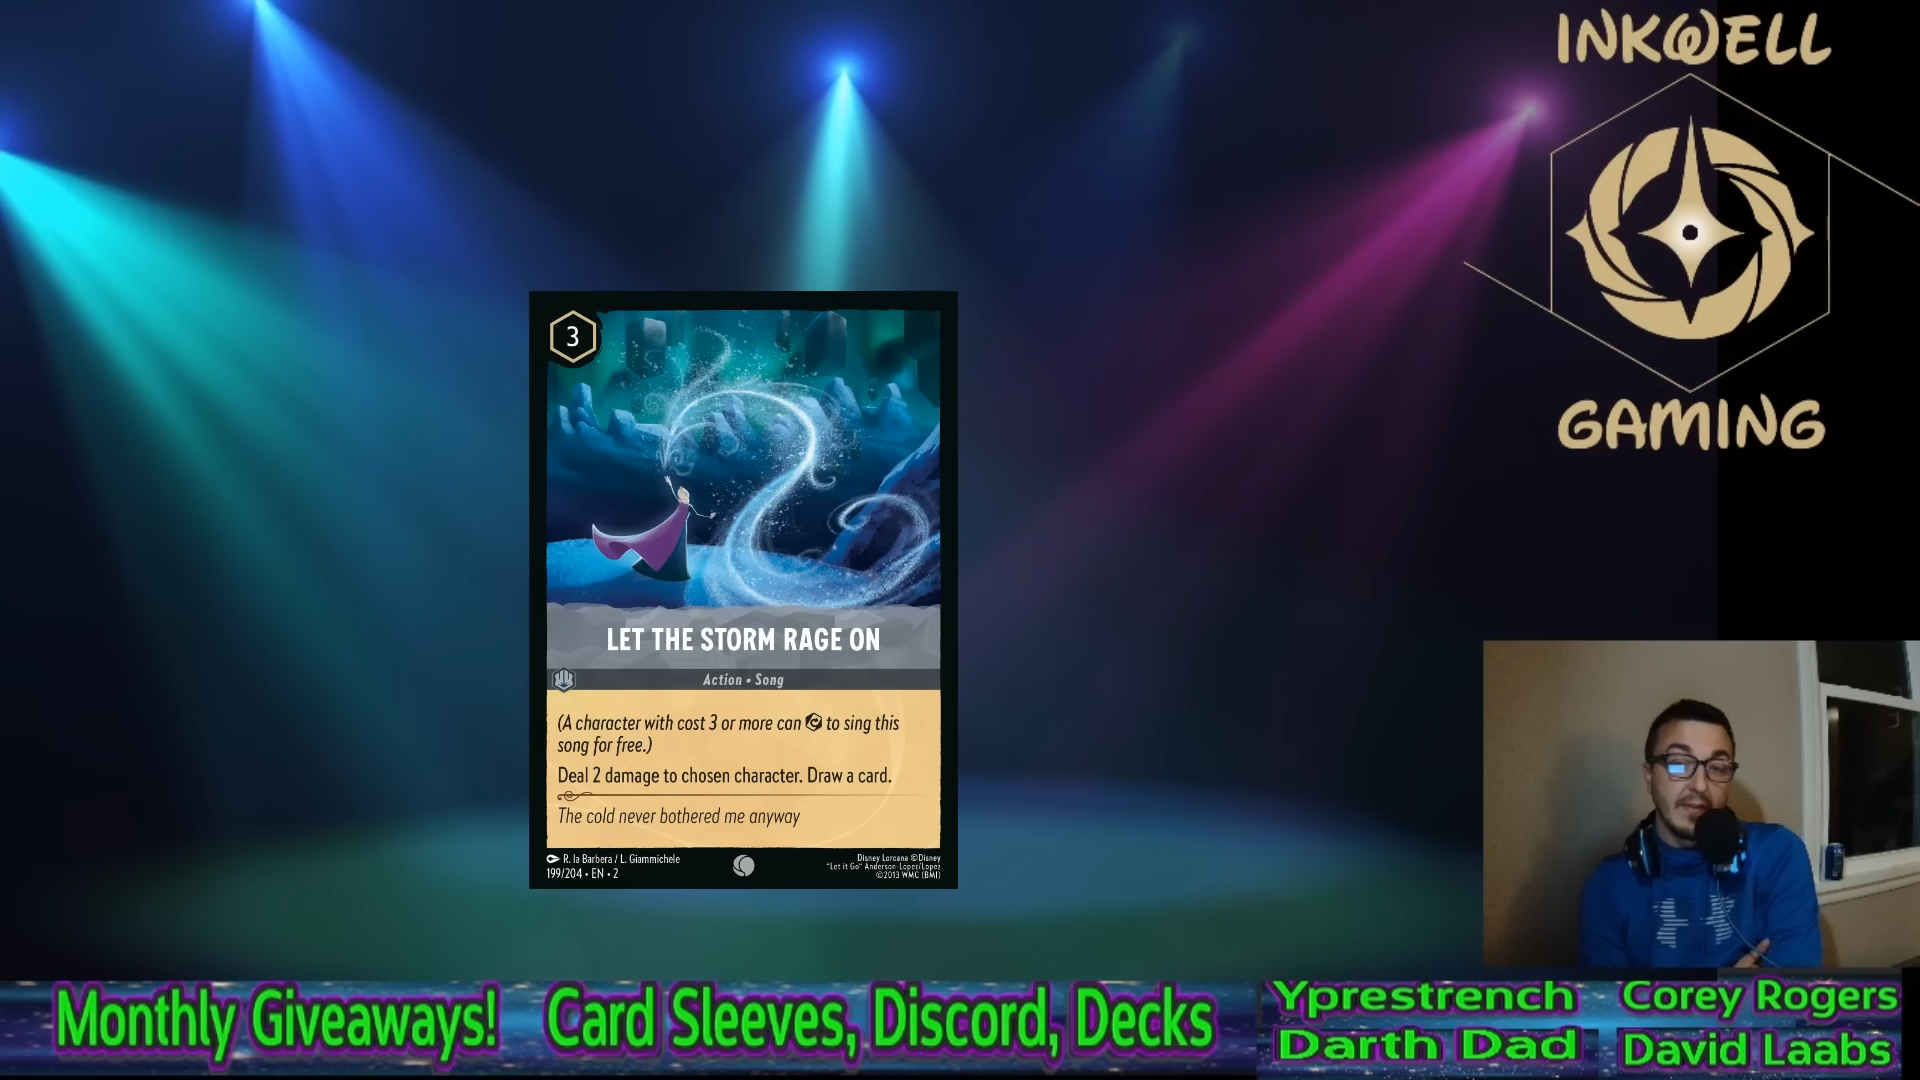 INKWELL
GAMING
3
LET THE STORM RAGE ON
Action • Song
(A character with cost 3 or more can to sing this
song for free.)
Deal 2 damage to chosen character. Draw a card.
The cold never bothered me anyway
R. la Barbera / L. Giammichele
199/204 • EN • 2
Disney Lorcana ©Disney
"Let it Go" Anderson-Lopez/Lopez
©2013 WMC (BMI)
Monthly Giveaways! Card Sleeves, Discord, Decks
Yprestrench Corey Rogers
Darth Dad David Laabs